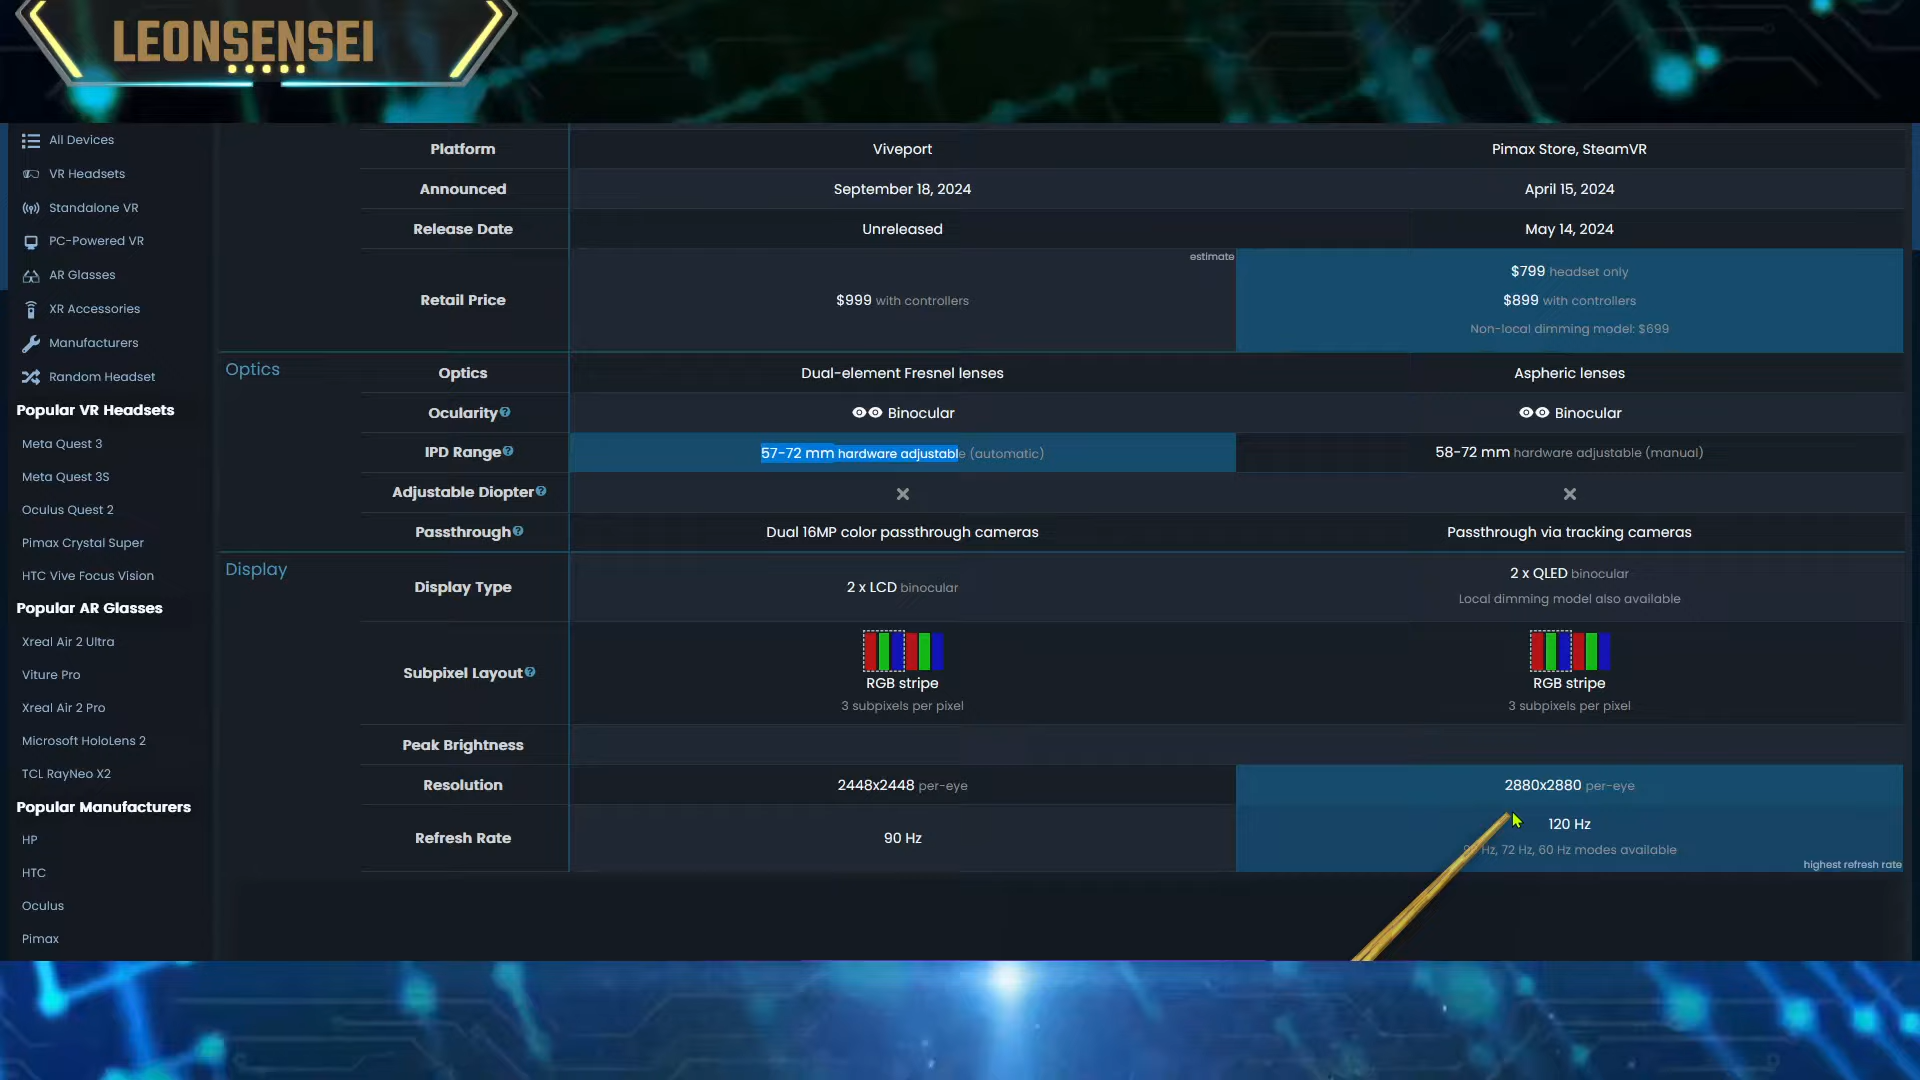 LEONSENSEI
All Devices
VR Headsets
Standalone VR
PC-Powered VR
AR Glasses
XR Accessories
Manufacturers
Random Headset
Popular VR Headsets
Meta Quest 3
Meta Quest 3S
Oculus Quest 2
Pimax Crystal Super
HTC Vive Focus Vision
Popular AR Glasses
Xreal Air 2 Ultra
Viture Pro
Xreal Air 2 Pro
Microsoft HoloLens 2
TCL RayNeo X2
Popular Manufacturers
HP
HTC
Oculus
Pimax
Platform Viveport Pimax Store, SteamVR
Announced September 18, 2024 April 15, 2024
Release Date Unreleased May 14, 2024
estimate
Retail Price $999 with controllers
$799 headset only
$899 with controllers
Non-local dimming model: $699
Optics
Optics Dual-element Fresnel lenses Aspheric lenses
Ocularity Binocular Binocular
IPD Range 57-72 mm hardware adjustable (automatic) 58-72 mm hardware adjustable (manual)
Adjustable Diopter
Passthrough Dual 16MP color passthrough cameras Passthrough via tracking cameras
Display
Display Type 2 x LCD binocular
2 x QLED binocular
Local dimming model also available
Subpixel Layout
RGB stripe RGB stripe
3 subpixels per pixel 3 subpixels per pixel
Peak Brightness
Resolution 2448x2448 per-eye 2880x2880 per-eye
Refresh Rate 90 Hz
120 Hz
Hz, 72 Hz, 60 Hz modes available
highest refresh rate